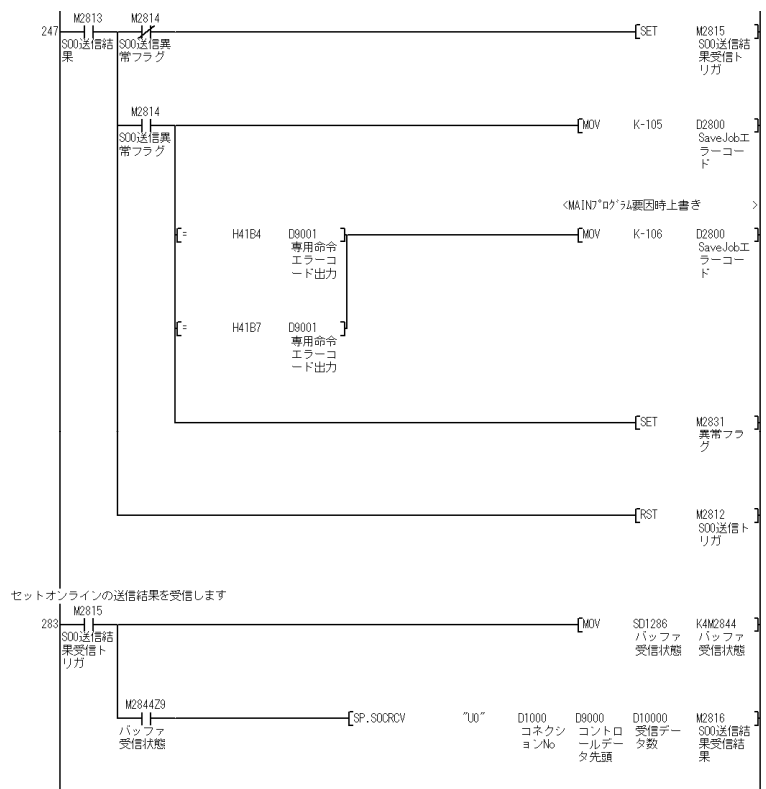 M2813 M2814
247 SET M2815
S00送信結果 S00送信異常フラグ S00送信結果受信トリガ
M2814
MOV K-105 D2800
S00送信異常フラグ SaveJobエラーコード
<MAINﾌﾟﾛｸﾞﾗﾑ要因時上書き >
= H41B4 D9001 MOV K-106 D2800
専用命令エラーコード出力 SaveJobエラーコード
= H41B7 D9001
専用命令エラーコード出力
SET M2831
異常フラグ
RST M2812
S00送信トリガ
セットオンラインの送信結果を受信します
M2815
283 MOV SD1286 K4M2844
S00送信結果受信トリガ バッファ受信状態 バッファ受信状態
M2844Z9
SP.SOCRCV "U0" D1000 D9000 D10000 M2816
バッファ受信状態 コネクションNo コントロールデータ先頭 受信データ数 S00送信結果受信結果